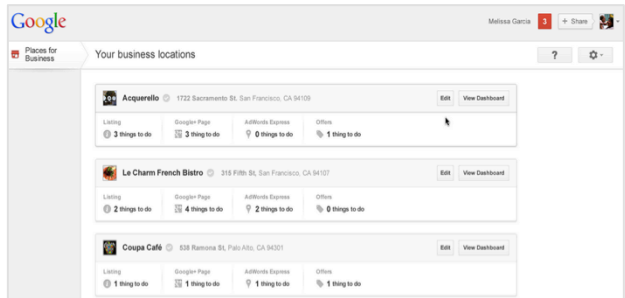 Google
Melissa Garcia 3 + Share
Places for
Business
Your business locations
?
Acquerello 1722 Sacramento St, San Francisco, CA 94109 Edit View Dashboard
Listing Google+ Page AdWords Express Offers
3 things to do 3 thing to do 0 things to do 1 thing to do
Le Charm French Bistro 315 Fifth St, San Francisco, CA 94107 Edit View Dashboard
Listing Google+ Page AdWords Express Offers
2 things to do 4 things to do 2 things to do 0 things to do
Coupa Café 538 Ramona St, Palo Alto, CA 94301 Edit View Dashboard
Listing Google+ Page AdWords Express Offers
1 thing to do 1 thing to do 1 thing to do 1 thing to do